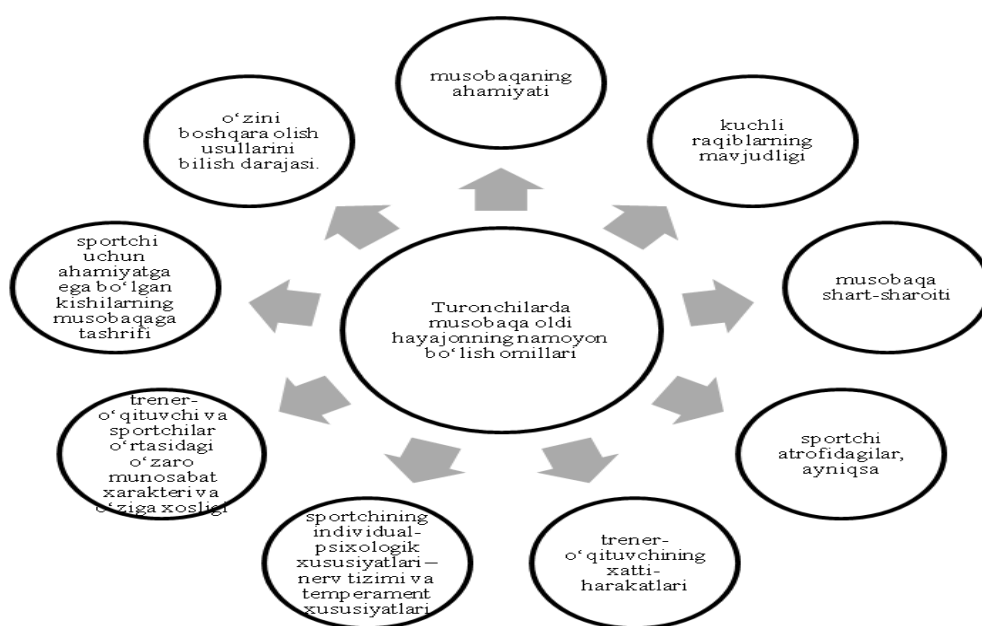 musobaqaning
ahamiyati
kuchli
raqiblarning
mavjudligi
musobaqa
shart-sharoiti
sportchi
atrofidagilar,
ayniqsa
trener-
o‘qituvchining
xatti-
harakatlari
sportchining
individual-
psixologik
xususiyatlari –
nerv tizimi va
temperament
xususiyatlari
trener-
o‘qituvchi va
sportchilar
o‘rtasidagi
o‘zaro
munosabat
xarakteri va
o‘ziga xosligi
sportchi
uchun
ahamiyatga
ega bo‘lgan
kishilarning
musobaqaga
tashrifi
o‘zini
boshqara olish
usullarini
bilish darajasi.
Turonchilarda
musobaqa oldi
hayajonning namoyon
bo‘lish omillari